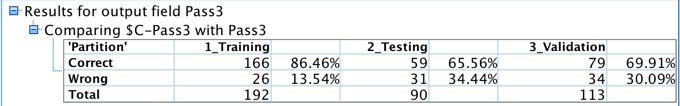 Results for output field Pass3
Comparing $C-Pass3 with Pass3
'Partition' 1_Training 2_Testing 3_Validation
Correct 166 86.46% 59 65.56% 79 69.91%
Wrong 26 13.54% 31 34.44% 34 30.09%
Total 192 90 113